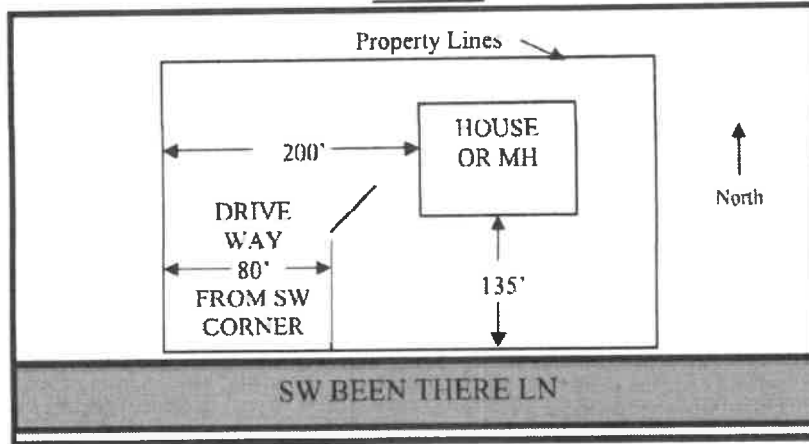 Property Lines
HOUSE
OR MH
200'
North
DRIVE
WAY
80'
135'
FROM SW
CORNER
SW BEEN THERE LN